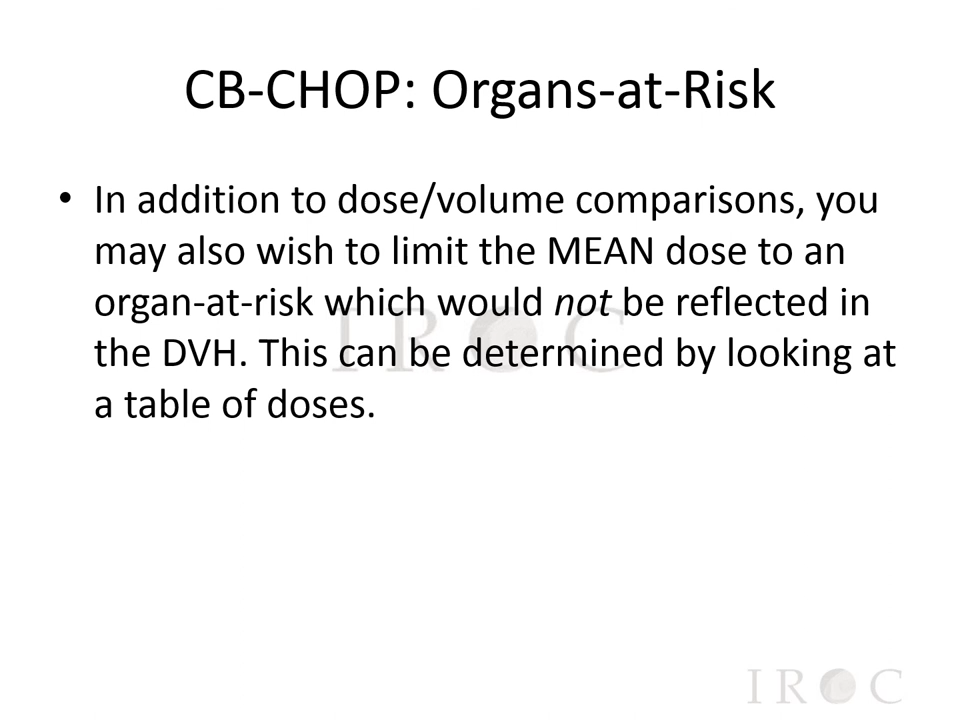 CB-CHOP: Organs-at-Risk
• In addition to dose/volume comparisons, you
may also wish to limit the MEAN dose to an
organ-at-risk which would not be reflected in
the DVH. This can be determined by looking at
a table of doses.
IROC
IROC